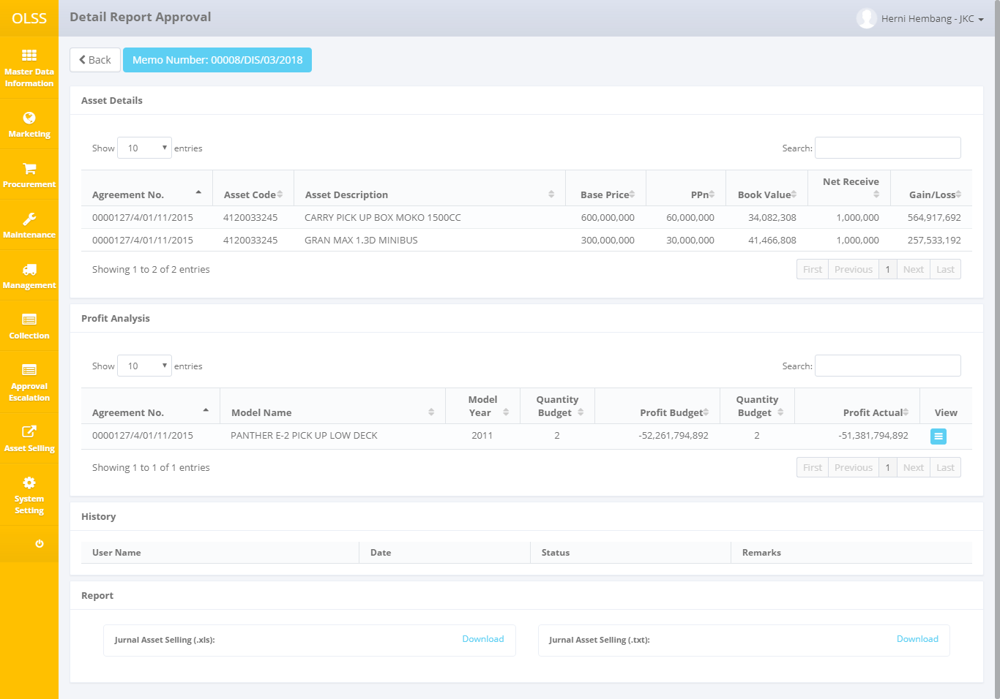 OLSS
Detail Report Approval
Herni Hembang - JKC
Master Data
Information
Marketing
Procurement
Maintenance
Management
Collection
Approval
Escalation
Asset Selling
System
Setting
Back
Memo Number: 00008/DIS/03/2018
Asset Details
Show 10 entries
Search:
Agreement No. Asset Code Asset Description Base Price PPn Book Value Net Receive Gain/Loss
0000127/4/01/11/2015 4120033245 CARRY PICK UP BOX MOKO 1500CC 600,000,000 60,000,000 34,082,308 1,000,000 564,917,692
0000127/4/01/11/2015 4120033245 GRAN MAX 1.3D MINIBUS 300,000,000 30,000,000 41,466,808 1,000,000 257,533,192
Showing 1 to 2 of 2 entries
First Previous 1 Next Last
Profit Analysis
Show 10 entries
Search:
Agreement No. Model Name Model Year Quantity Budget Profit Budget Quantity Budget Profit Actual View
0000127/4/01/11/2015 PANTHER E-2 PICK UP LOW DECK 2011 2 -52,261,794,892 2 -51,381,794,892
Showing 1 to 1 of 1 entries
First Previous 1 Next Last
History
User Name Date Status Remarks
Report
Jurnal Asset Selling (.xls): Download
Jurnal Asset Selling (.txt): Download